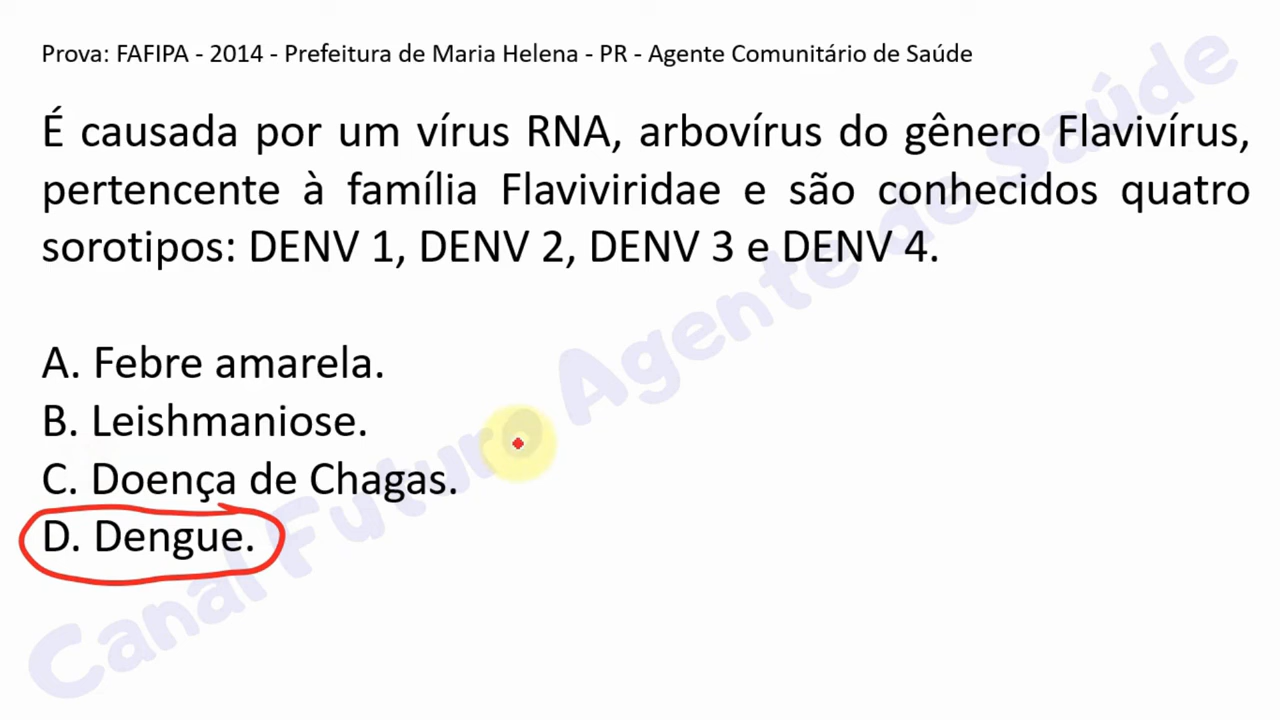 Prova: FAFIPA - 2014 - Prefeitura de Maria Helena - PR - Agente Comunitário de Saúde
É causada por um vírus RNA, arbovírus do gênero Flavivírus,
pertencente à família Flaviviridae e são conhecidos quatro
sorotipos: DENV 1, DENV 2, DENV 3 e DENV 4.
A. Febre amarela.
B. Leishmaniose.
C. Doença de Chagas.
D. Dengue.
Canal Futuro Agente de Saúde